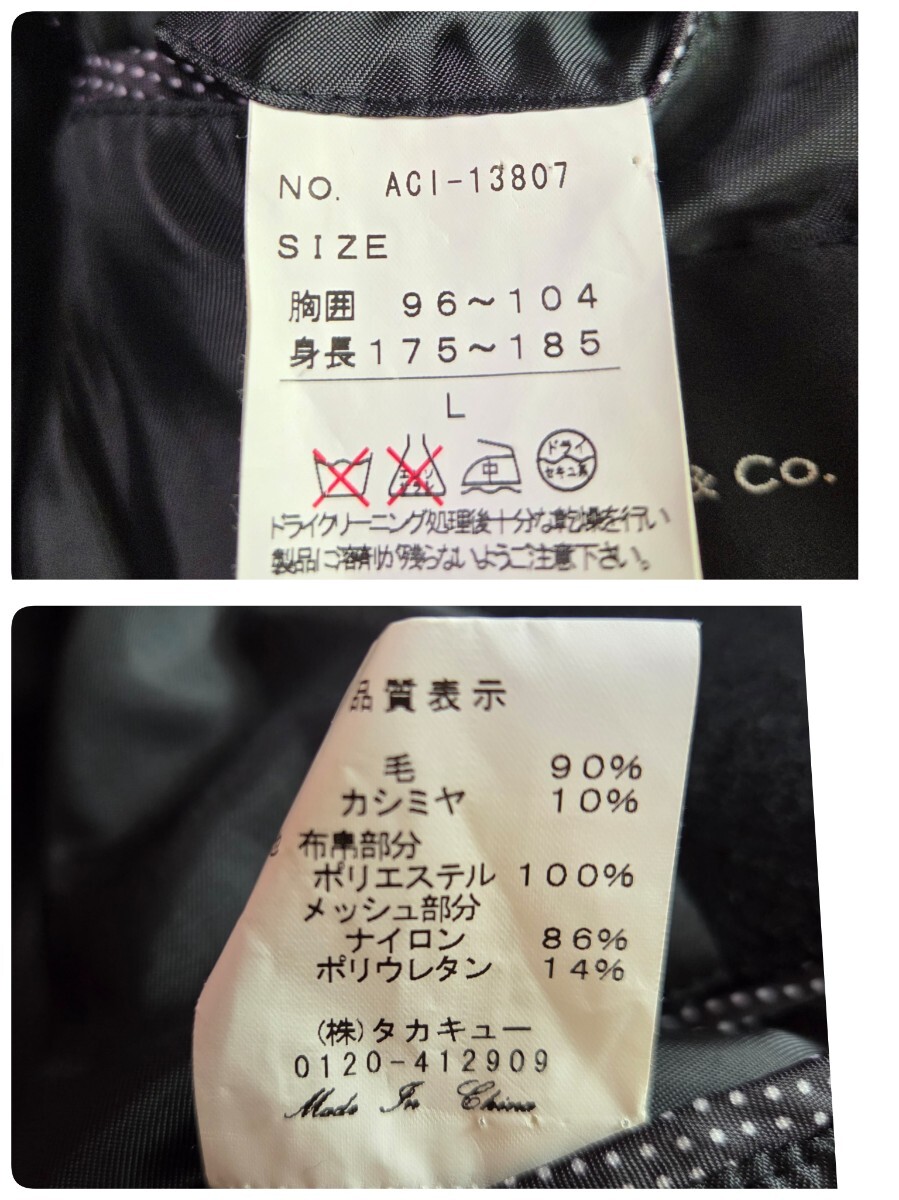 NO. ACI-13807
SIZE
胸囲 96〜104
身長175〜185
L
中
ドライ
セキユ系
ドライクリーニング処理後十分な乾燥を行い
製品に溶剤が残らないようご注意下さい。
& Co.
品質表示
毛 90%
カシミヤ 10%
布帛部分
ポリエステル 100%
メッシュ部分
ナイロン 86%
ポリウレタン 14%
(株)タカキュー
0120-412909
Made In China